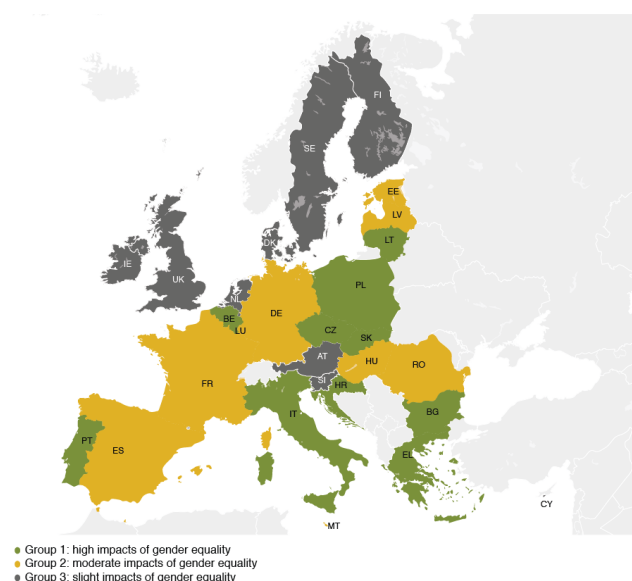 FI
SE
EE
LV
LT
DK
IE
UK
NL
PL
BE
DE
LU
CZ
SK
AT
HU
RO
SI
HR
FR
IT
BG
PT
ES
EL
CY
MT
Group 1: high impacts of gender equality
Group 2: moderate impacts of gender equality
Group 3: slight impacts of gender equality